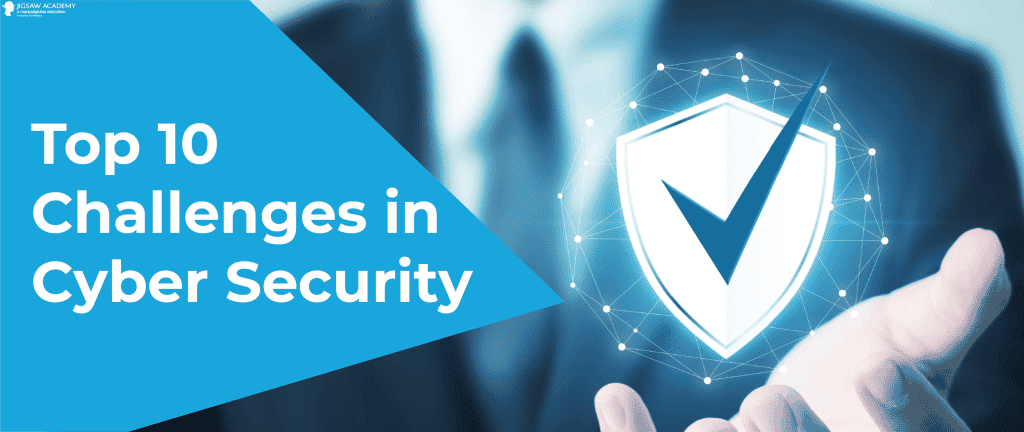 JIGSAW ACADEMY
Top 10
Challenges in
Cyber Security